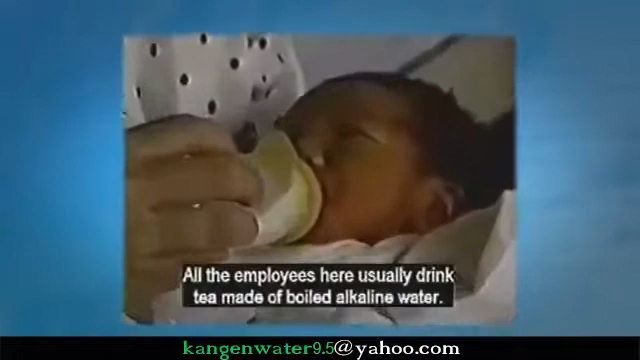 All the employees here usually drink
tea made of boiled alkaline water.
kangenwater9.5@yahoo.com